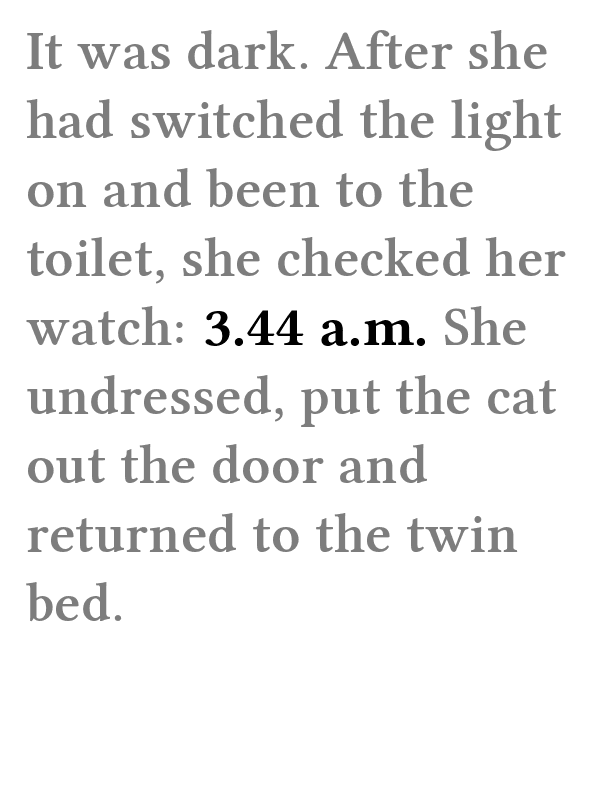 It was dark. After she
had switched the light
on and been to the
toilet, she checked her
watch: 3.44 a.m. She
undressed, put the cat
out the door and
returned to the twin
bed.